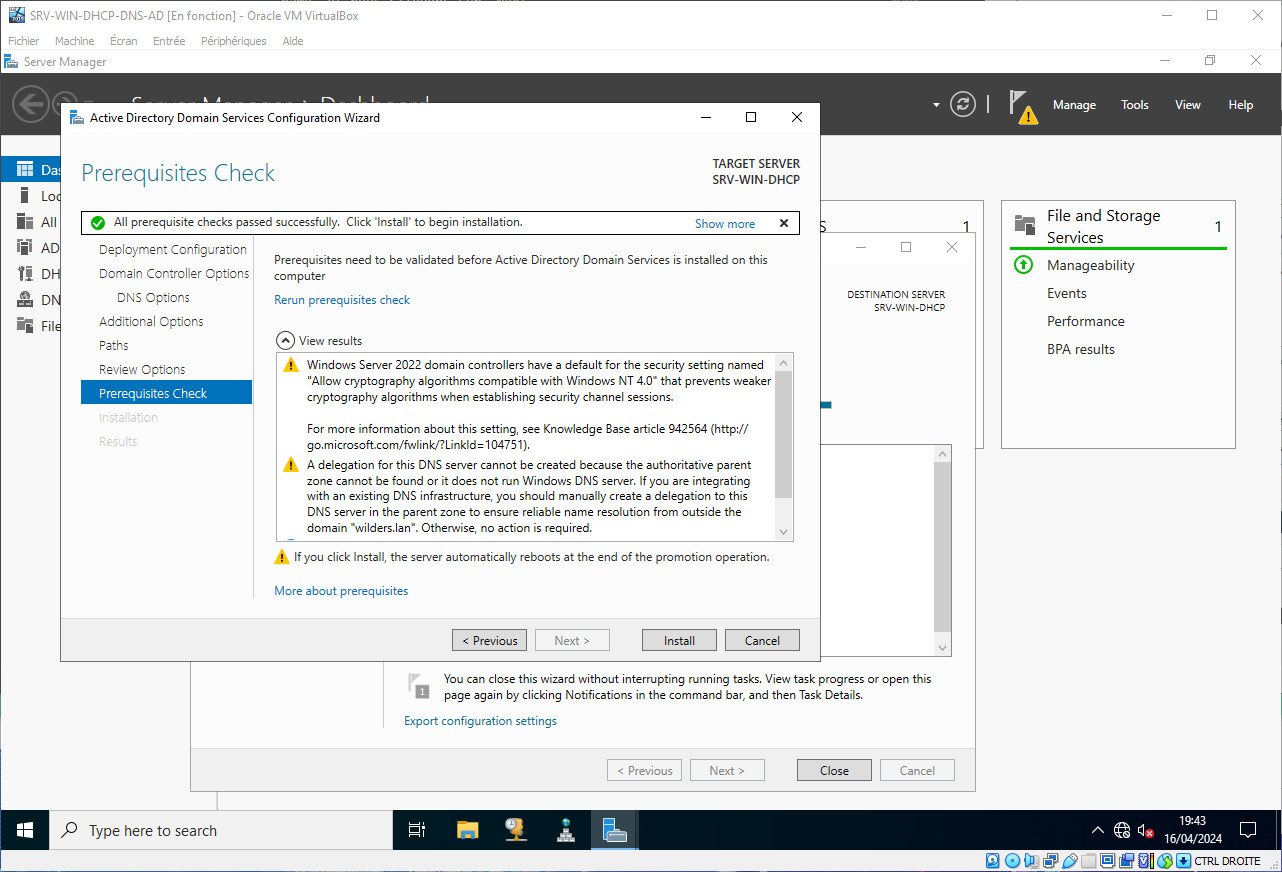 SRV-WIN-DHCP-DNS-AD [En fonction] - Oracle VM VirtualBox
Fichier Machine Écran Entrée Périphériques Aide
Server Manager
Manage Tools View Help
Active Directory Domain Services Configuration Wizard
Prerequisites Check
TARGET SERVER
SRV-WIN-DHCP
All prerequisite checks passed successfully. Click 'Install' to begin installation.
Show more
Deployment Configuration
Domain Controller Options
DNS Options
Additional Options
Paths
Review Options
Prerequisites Check
Installation
Results
Prerequisites need to be validated before Active Directory Domain Services is installed on this
computer
Rerun prerequisites check
View results
Windows Server 2022 domain controllers have a default for the security setting named
"Allow cryptography algorithms compatible with Windows NT 4.0" that prevents weaker
cryptography algorithms when establishing security channel sessions.
For more information about this setting, see Knowledge Base article 942564 (http://
go.microsoft.com/fwlink/?LinkId=104751).
A delegation for this DNS server cannot be created because the authoritative parent
zone cannot be found or it does not run Windows DNS server. If you are integrating
with an existing DNS infrastructure, you should manually create a delegation to this
DNS server in the parent zone to ensure reliable name resolution from outside the
domain "wilders.lan". Otherwise, no action is required.
If you click Install, the server automatically reboots at the end of the promotion operation.
More about prerequisites
< Previous Next > Install Cancel
Das
Loc
All
AD
DH
DN
File
S 1
DESTINATION SERVER
SRV-WIN-DHCP
File and Storage
Services
1
Manageability
Events
Performance
BPA results
1
You can close this wizard without interrupting running tasks. View task progress or open this
page again by clicking Notifications in the command bar, and then Task Details.
Export configuration settings
< Previous Next > Close Cancel
Type here to search
19:43
16/04/2024
CTRL DROITE